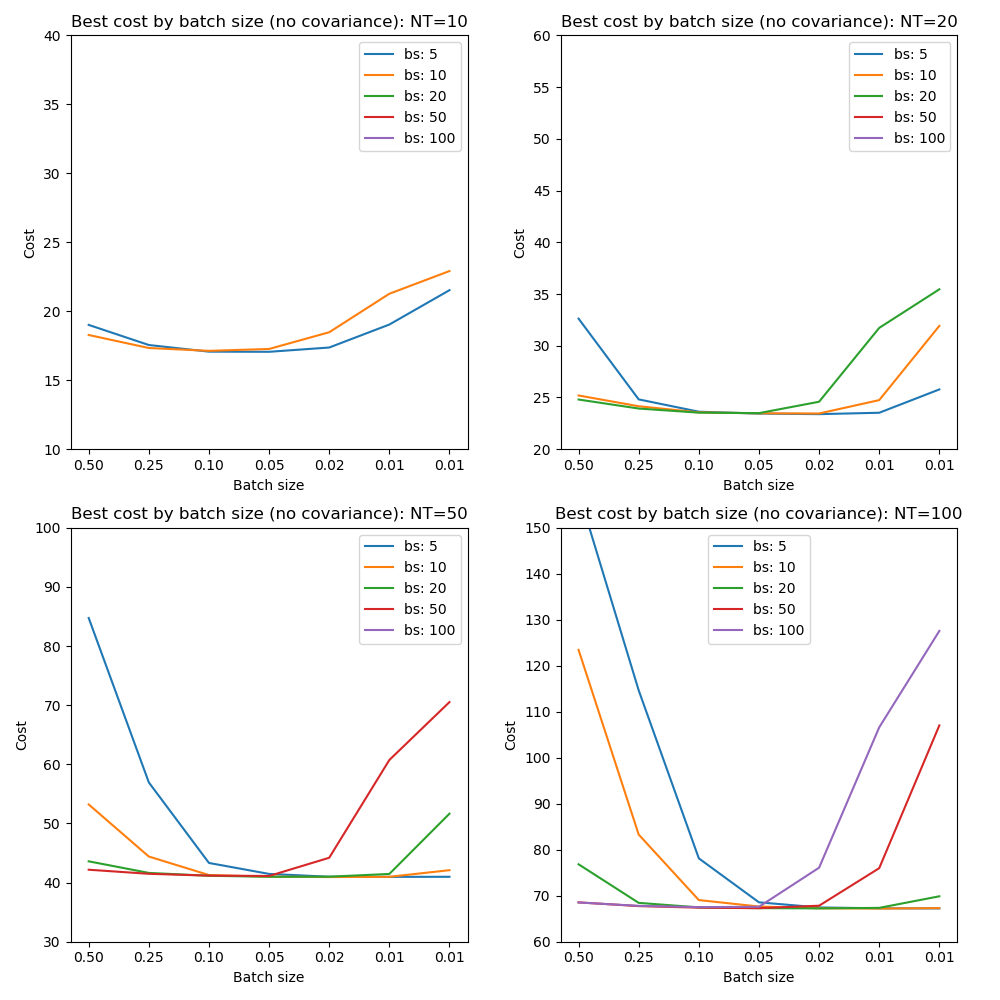 Best cost by batch size (no covariance): NT=10
40
35
30
25
20
15
10
Cost
bs: 5
bs: 10
bs: 20
bs: 50
bs: 100
0.50 0.25 0.10 0.05 0.02 0.01 0.01
Batch size
Best cost by batch size (no covariance): NT=20
60
55
50
45
40
35
30
25
20
Cost
bs: 5
bs: 10
bs: 20
bs: 50
bs: 100
0.50 0.25 0.10 0.05 0.02 0.01 0.01
Batch size
Best cost by batch size (no covariance): NT=50
100
90
80
70
60
50
40
30
Cost
bs: 5
bs: 10
bs: 20
bs: 50
bs: 100
0.50 0.25 0.10 0.05 0.02 0.01 0.01
Batch size
Best cost by batch size (no covariance): NT=100
150
140
130
120
110
100
90
80
70
60
Cost
bs: 5
bs: 10
bs: 20
bs: 50
bs: 100
0.50 0.25 0.10 0.05 0.02 0.01 0.01
Batch size